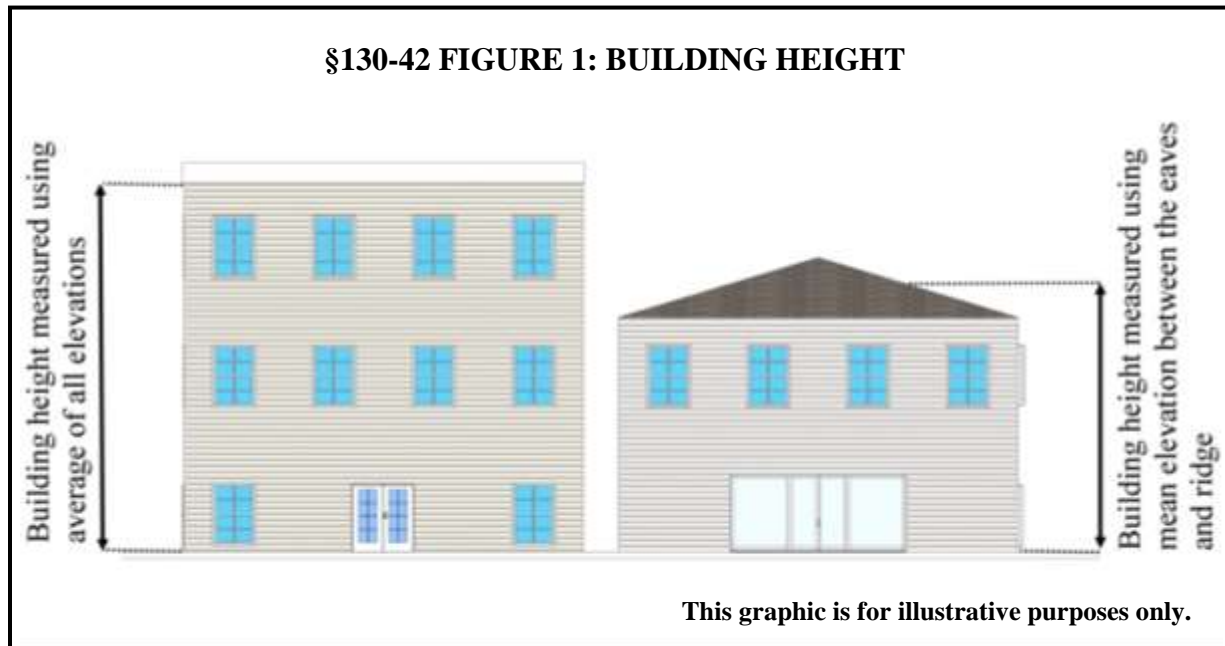 §130-42 FIGURE 1: BUILDING HEIGHT
Building height measured using
average of all elevations
Building height measured using
mean elevation between the eaves
and ridge
This graphic is for illustrative purposes only.